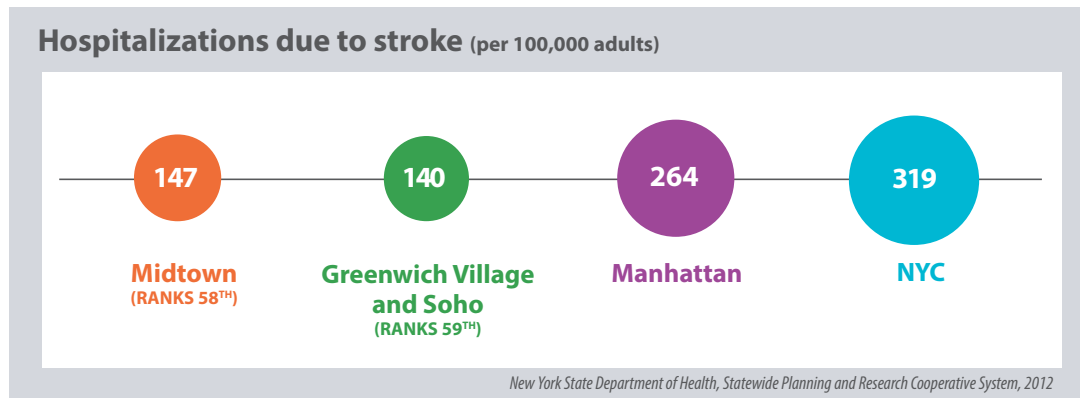 Hospitalizations due to stroke (per 100,000 adults)
147
140
264
319
Midtown
(RANKS 58TH)
Greenwich Village
and Soho
(RANKS 59TH)
Manhattan
NYC
New York State Department of Health, Statewide Planning and Research Cooperative System, 2012